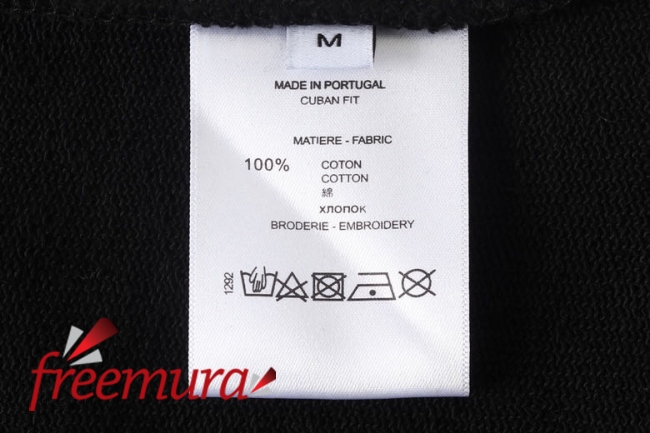 M
MADE IN PORTUGAL
CUBAN FIT
MATIERE - FABRIC
100% COTON
COTTON
綿
хлопок
BRODERIE - EMBROIDERY
1292
freemura